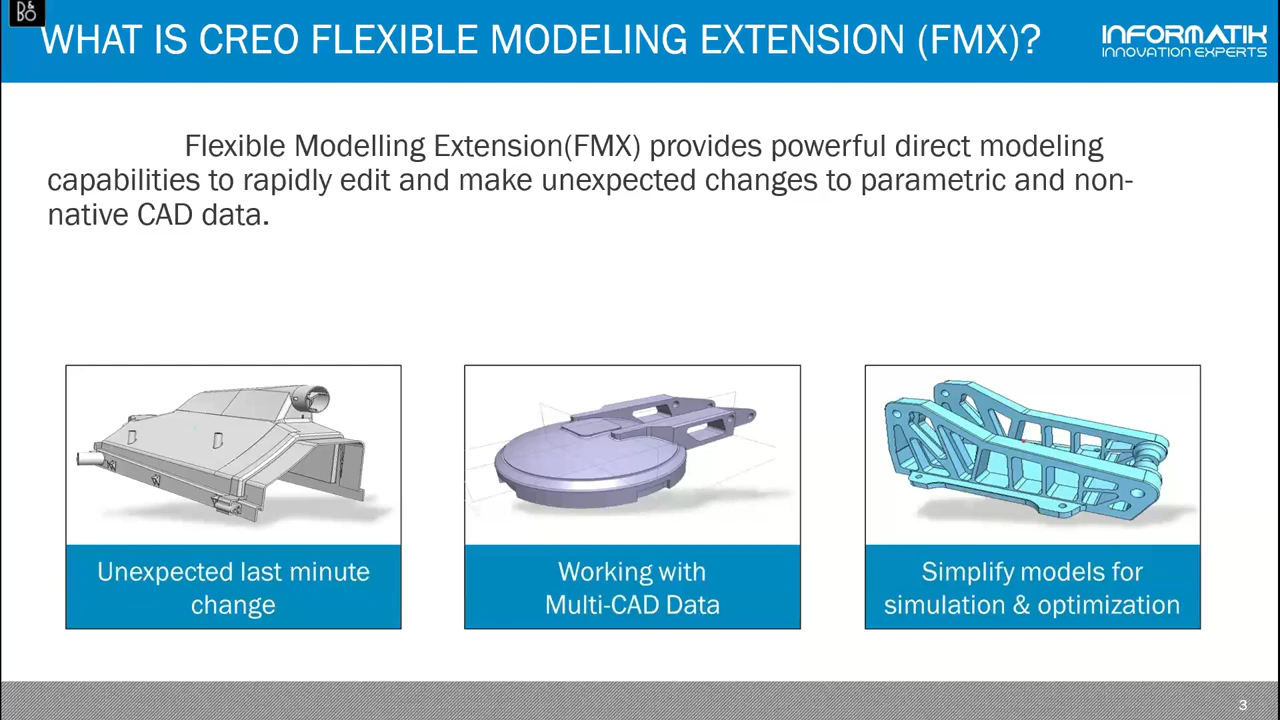 B&O
WHAT IS CREO FLEXIBLE MODELING EXTENSION (FMX)?
INFORMATIK
INNOVATION EXPERTS
Flexible Modelling Extension(FMX) provides powerful direct modeling
capabilities to rapidly edit and make unexpected changes to parametric and non-
native CAD data.
Unexpected last minute
change
Working with
Multi-CAD Data
Simplify models for
simulation & optimization
3